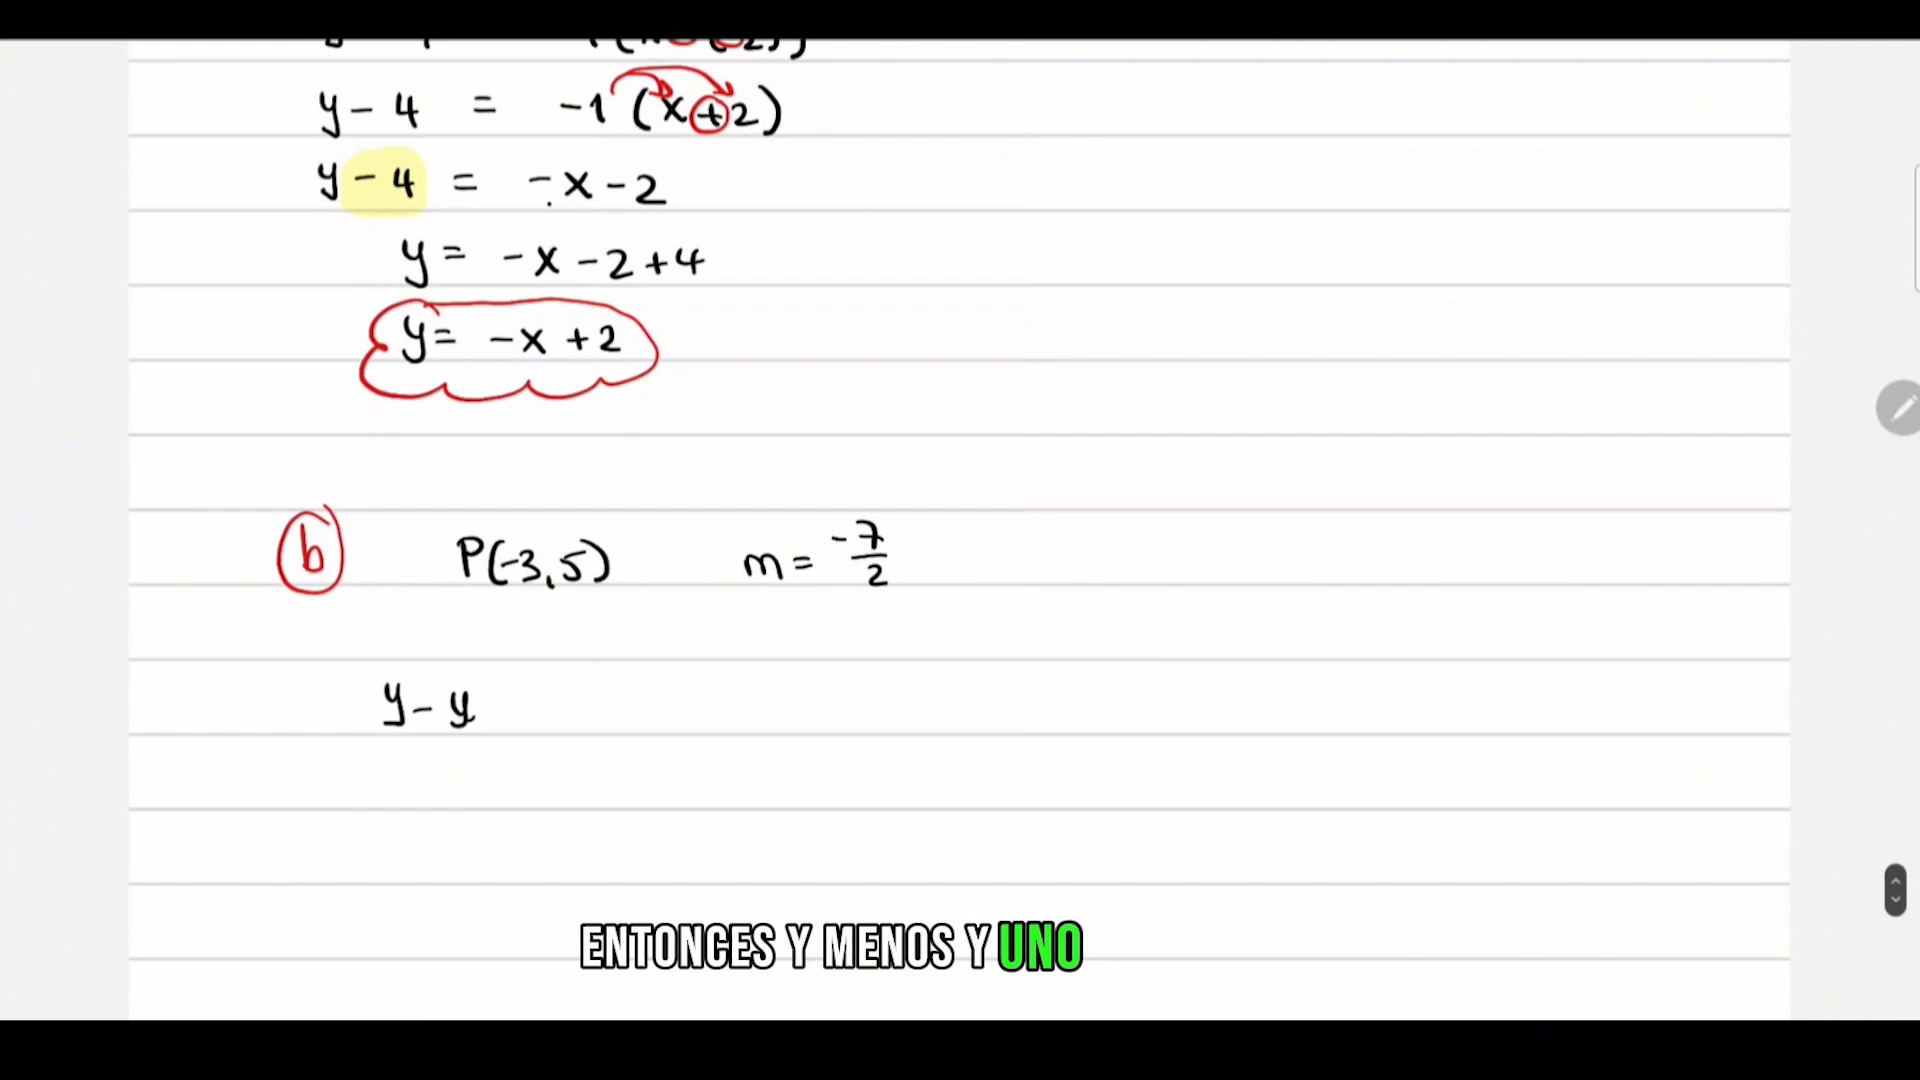 y - 4 = -1 (x + 2)
y - 4 = -x - 2
y = -x - 2 + 4
y = -x + 2
b P(-3, 5) m = -7/2
y - y
ENTONCES Y MENOS Y UNO